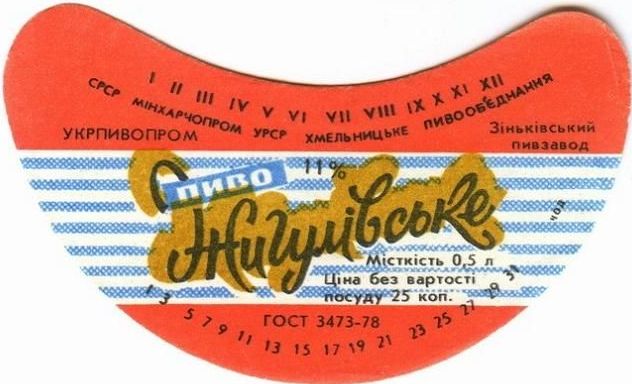 I II III IV V VI VII VIII IX X XI XII
СРСР МІНХАРЧОПРОМ УРСР ХМЕЛЬНИЦЬКЕ ПИВООБ'ЄДНАННЯ
УКРПИВОПРОМ
Зіньківський
пивзавод
ПИВО 11%
Жигулівське
Місткість 0,5 л
Ціна без вартості
посуду 25 коп.
1 3 5 7 9 11 13 15 17 19 21 23 25 27 29 31
ГОСТ 3473-78